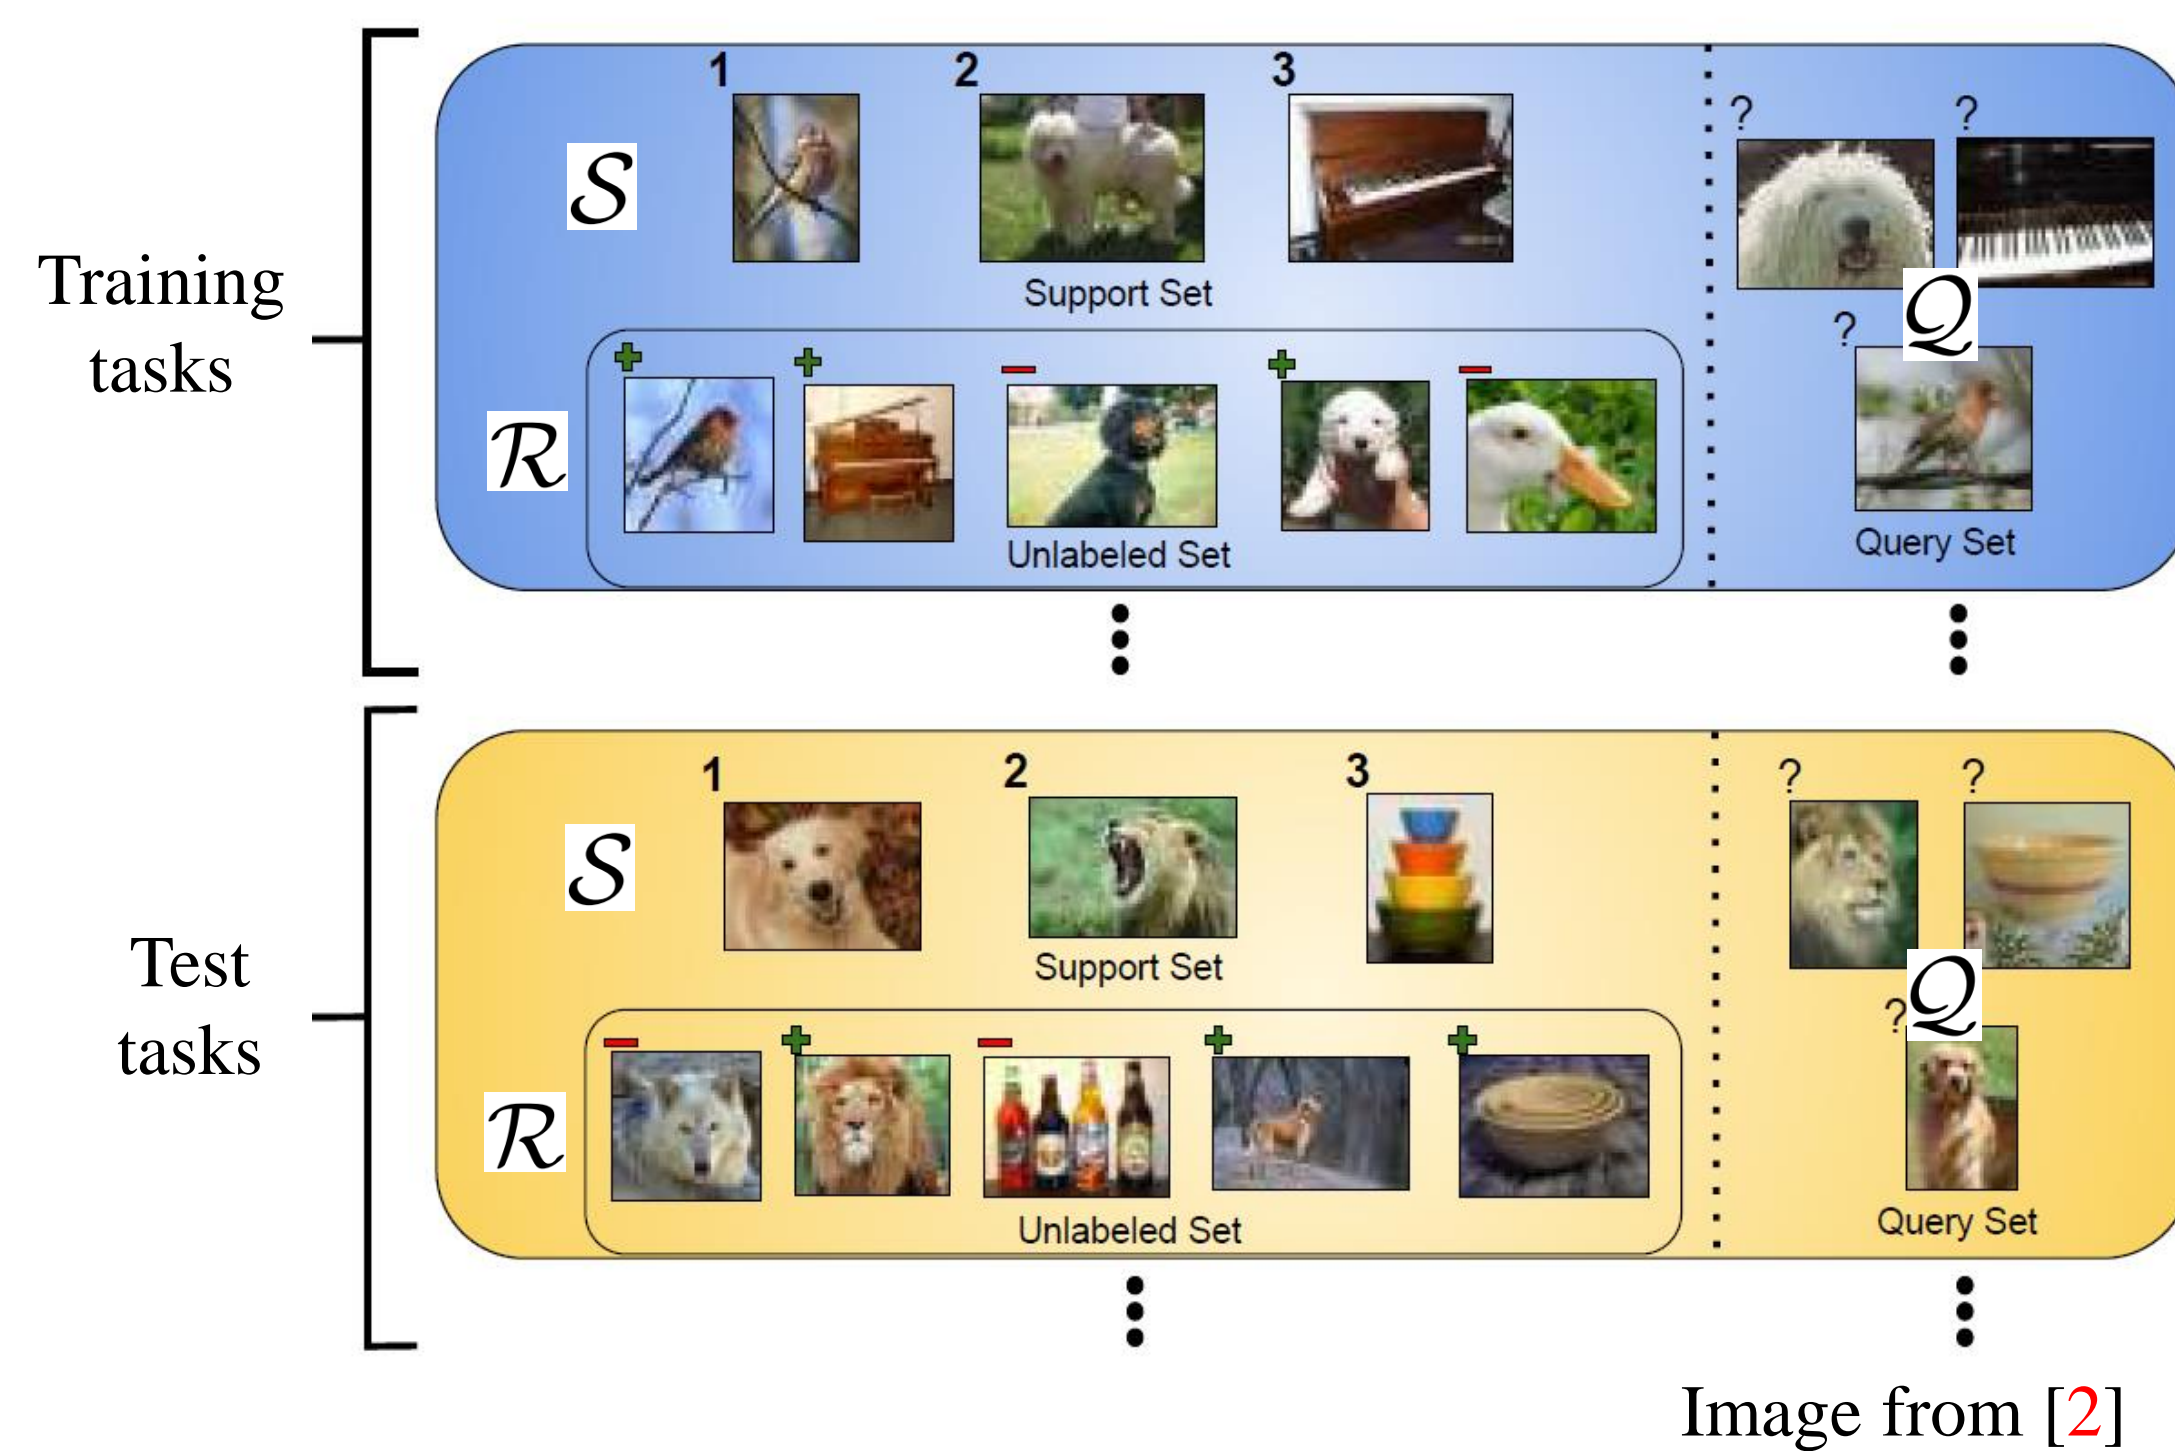 Training
tasks
1 2 3
S
Support Set
? ?
Q
?
R
+ + − + −
Unlabeled Set
Query Set
Test
tasks
1 2 3
S
Support Set
? ?
Q
?
R
− + − + +
Unlabeled Set
Query Set
Image from [2]